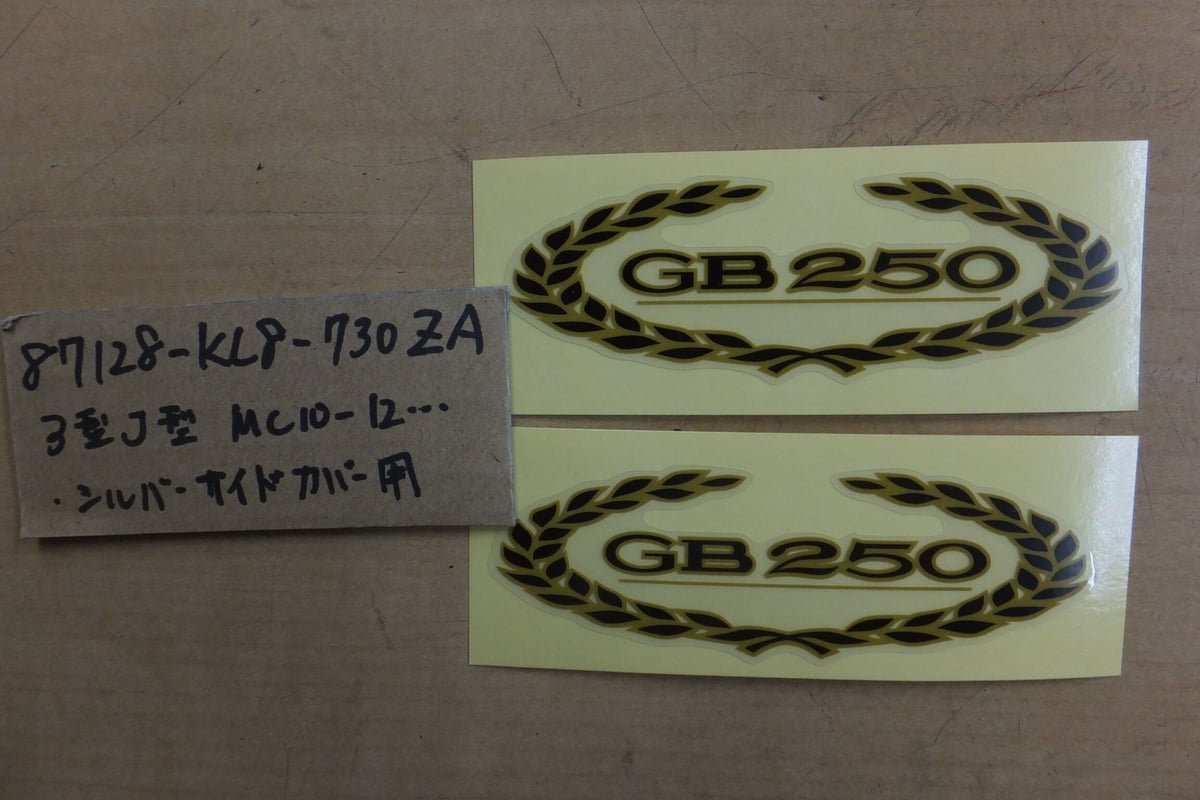 87128-KL8-730ZA
3型J型 MC10-12...
・シルバーサイドカバー用
GB250
GB250